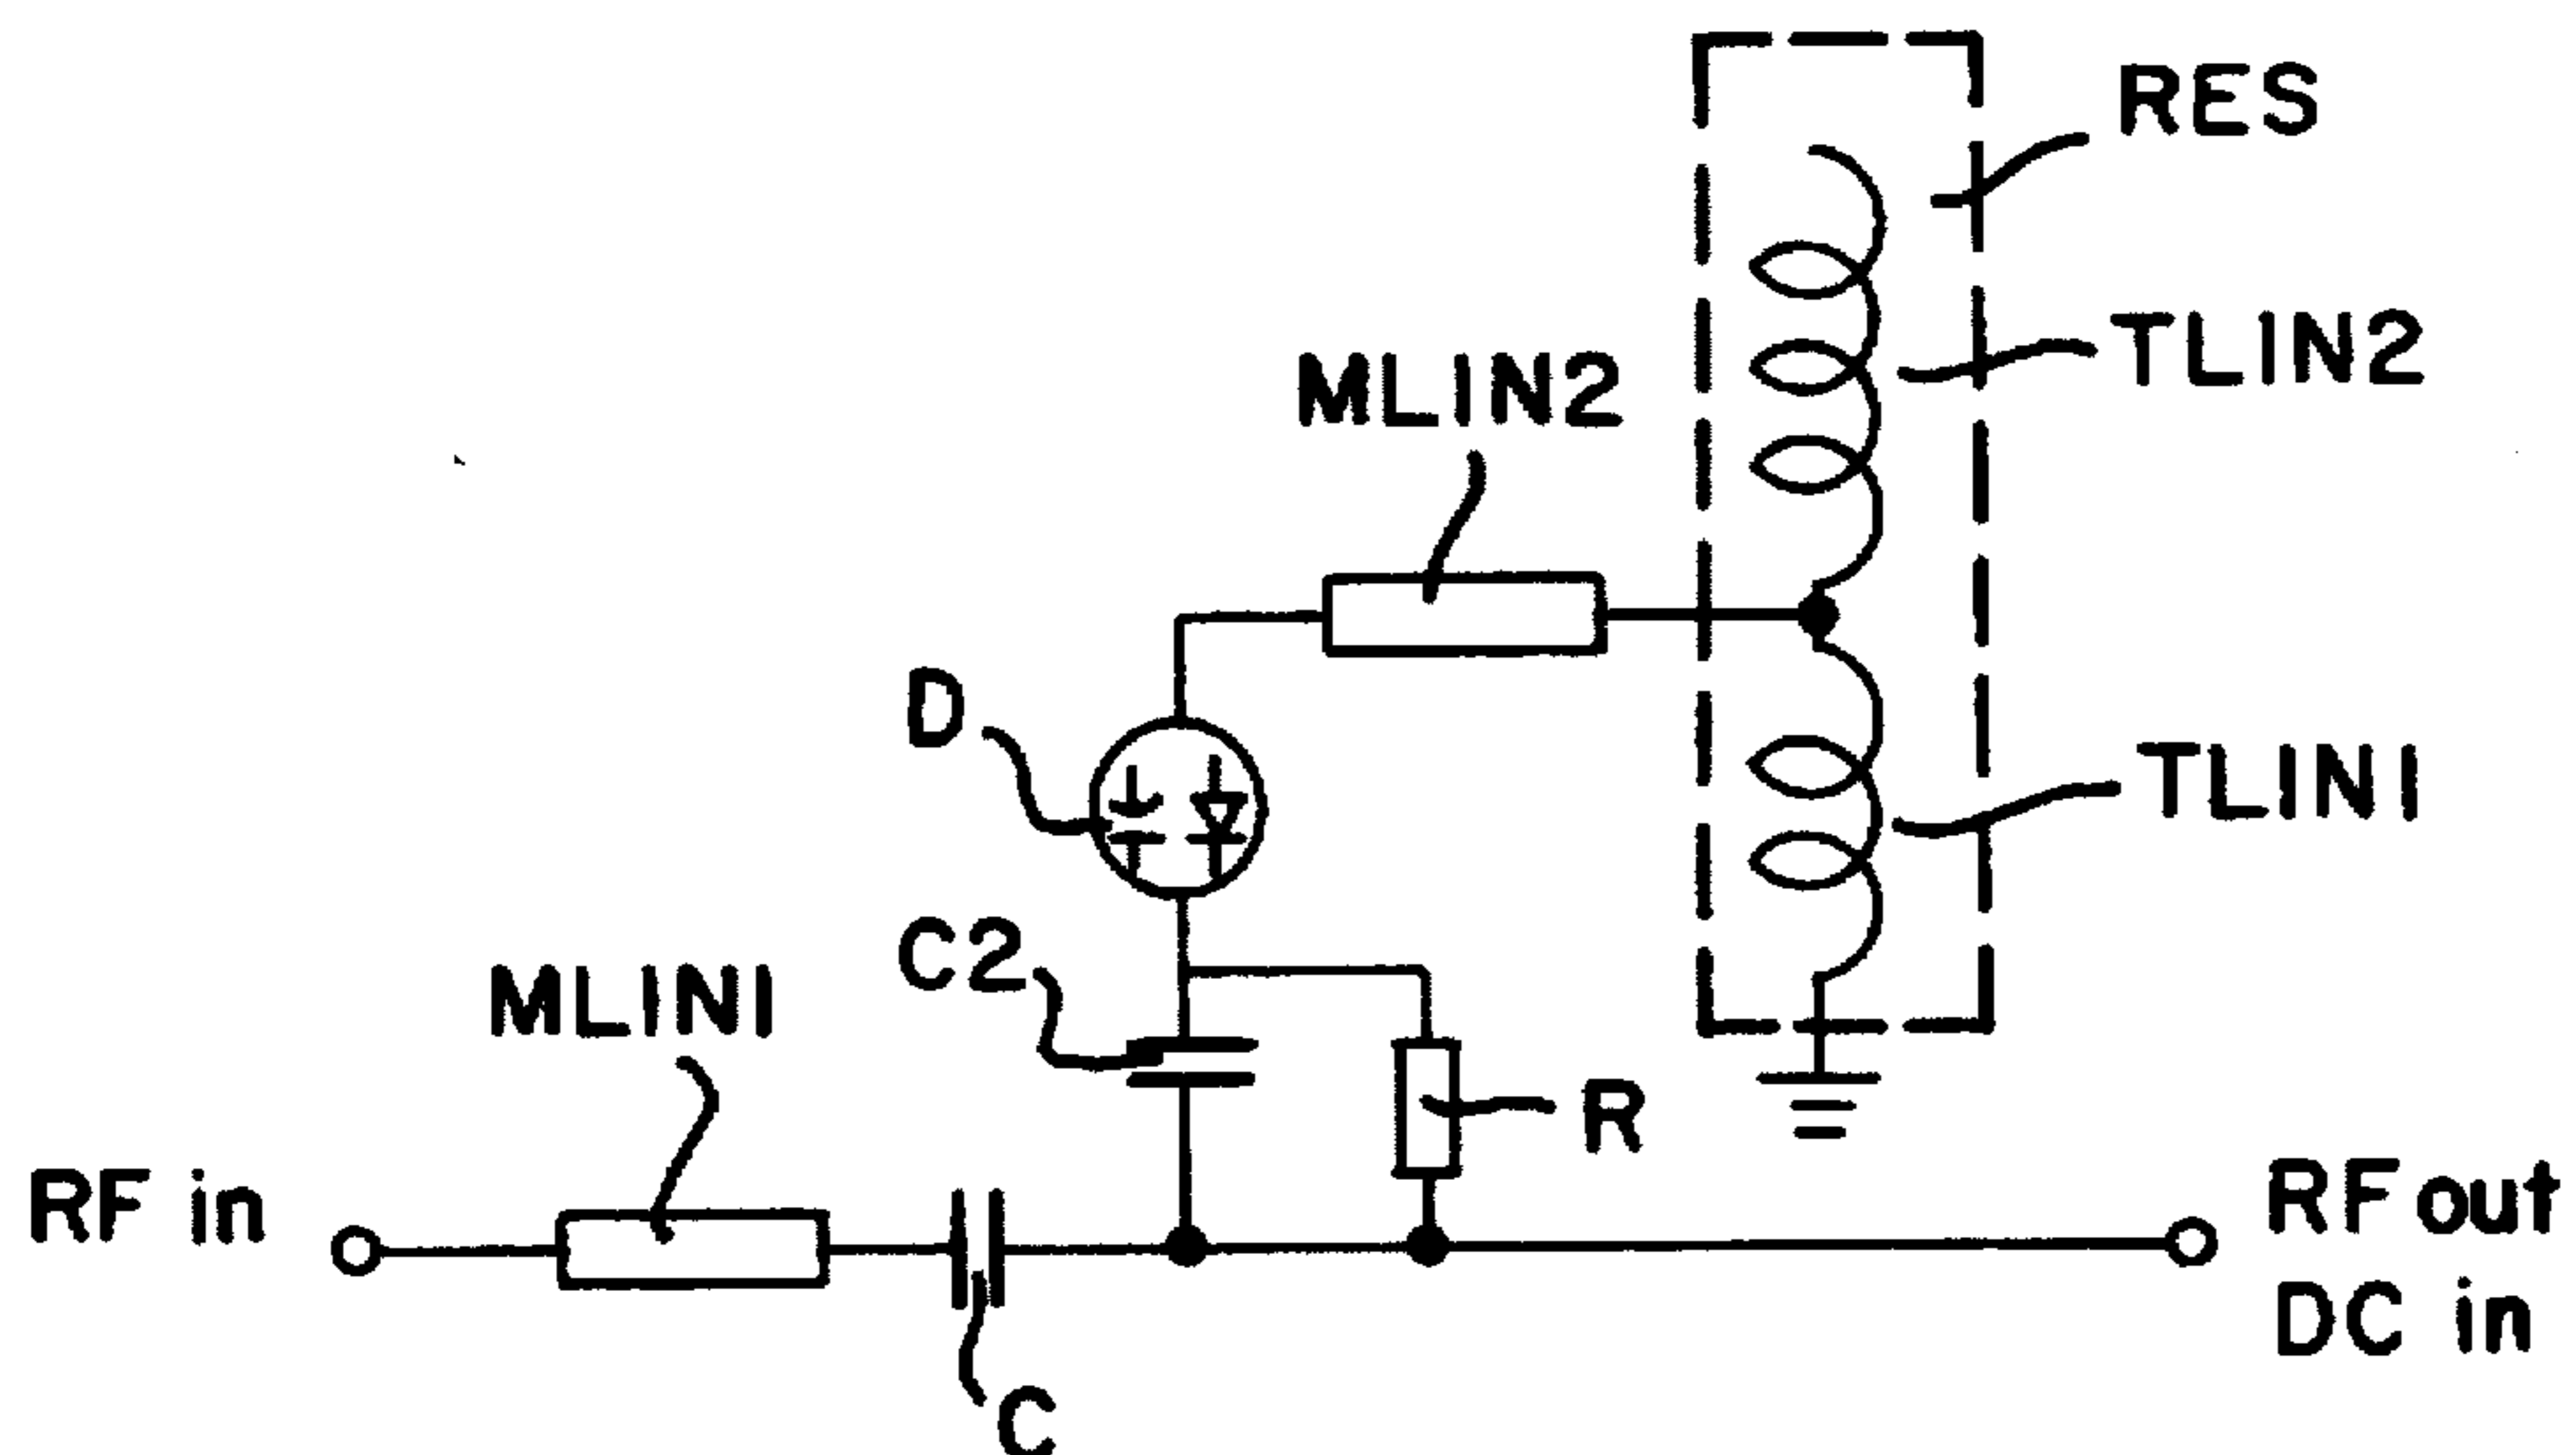 RES
TLIN2
MLIN2
D
TLIN1
C2
MLIN1
R
RF in
RF out
DC in
C